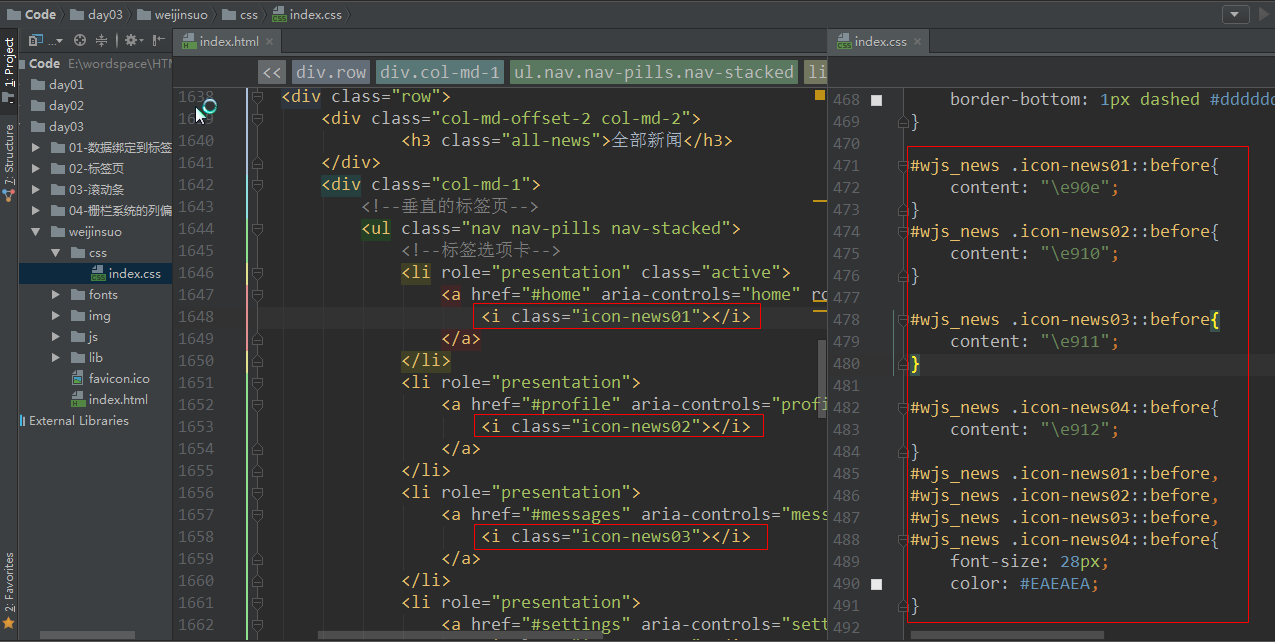 Code day03 weijinsuo css index.css
1: Project
7: Structure
2: Favorites
Code E:\wordspace\HTM
day01
day02
day03
01-数据绑定到标签
02-标签页
03-滚动条
04-栅栏系统的列偏
weijinsuo
css
index.css
fonts
img
js
lib
favicon.ico
index.html
External Libraries
index.html
<< div.row div.col-md-1 ul.nav.nav-pills.nav-stacked li
1638 <div class="row">
1639 <div class="col-md-offset-2 col-md-2">
1640 <h3 class="all-news">全部新闻</h3>
1641 </div>
1642 <div class="col-md-1">
1643 <!--垂直的标签页-->
1644 <ul class="nav nav-pills nav-stacked">
1645 <!--标签选项卡-->
1646 <li role="presentation" class="active">
1647 <a href="#home" aria-controls="home" ro
1648 <i class="icon-news01"></i>
1649 </a>
1650 </li>
1651 <li role="presentation">
1652 <a href="#profile" aria-controls="profi
1653 <i class="icon-news02"></i>
1654 </a>
1655 </li>
1656 <li role="presentation">
1657 <a href="#messages" aria-controls="mess
1658 <i class="icon-news03"></i>
1659 </a>
1660 </li>
1661 <li role="presentation">
1662 <a href="#settings" aria-controls="sett
index.css
468 border-bottom: 1px dashed #dddddd
469 }
470
471 #wjs_news .icon-news01::before{
472 content: "\e90e";
473 }
474 #wjs_news .icon-news02::before{
475 content: "\e910";
476 }
477
478 #wjs_news .icon-news03::before{
479 content: "\e911";
480 }
481
482 #wjs_news .icon-news04::before{
483 content: "\e912";
484 }
485 #wjs_news .icon-news01::before,
486 #wjs_news .icon-news02::before,
487 #wjs_news .icon-news03::before,
488 #wjs_news .icon-news04::before{
489 font-size: 28px;
490 color: #EAEAEA;
491 }
492